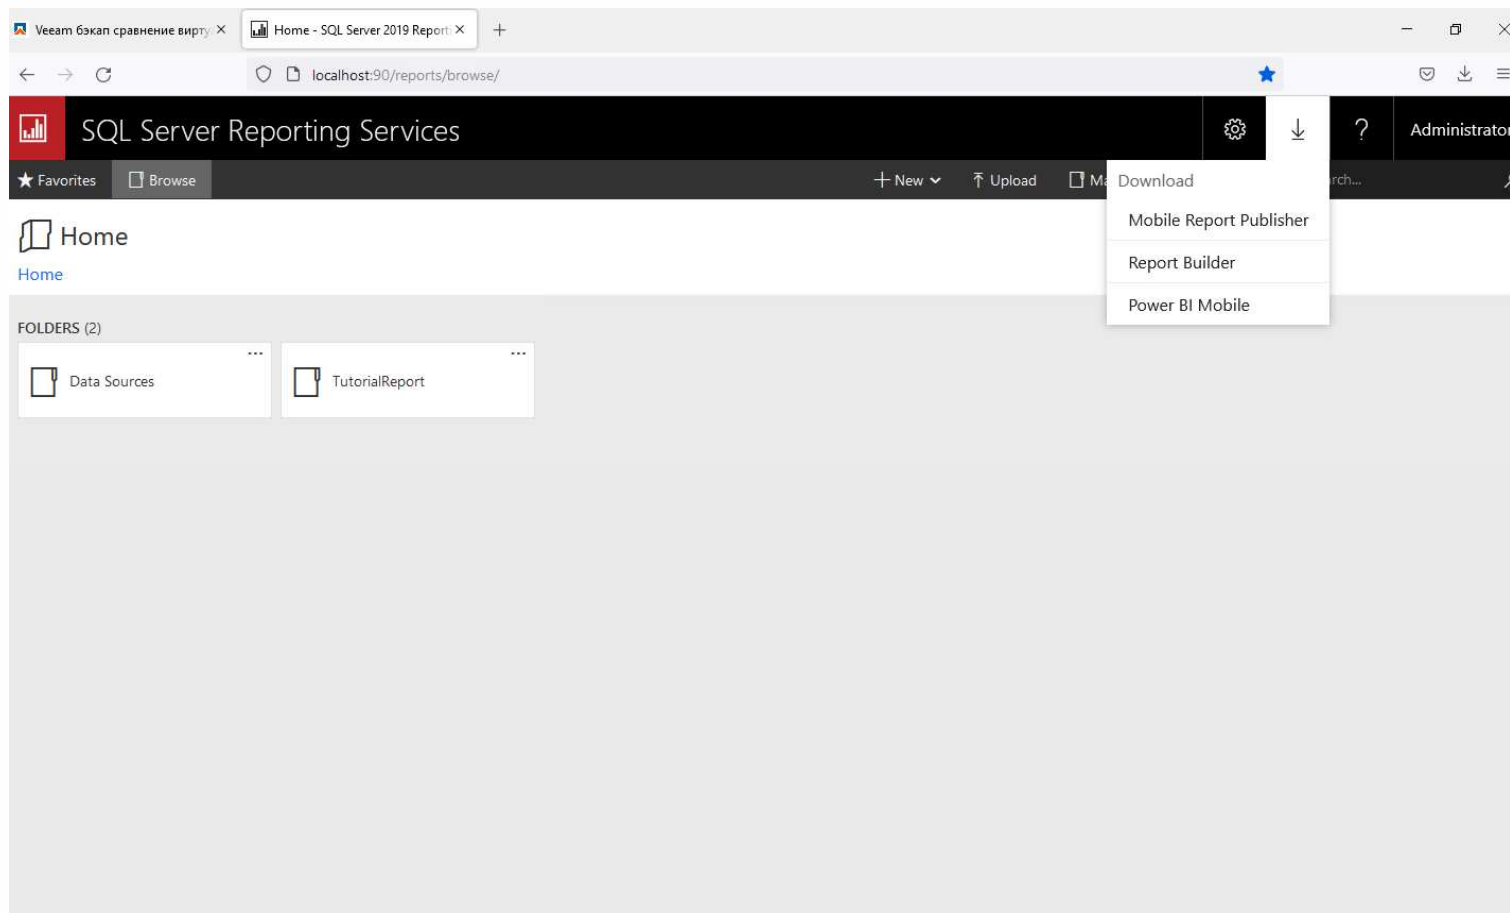 Veeam бэкап сравнение вирту
Home - SQL Server 2019 Report
localhost:90/reports/browse/
SQL Server Reporting Services
? Administrator
Favorites Browse
New Upload Ma
Download
rch...
Mobile Report Publisher
Report Builder
Power BI Mobile
Home
Home
FOLDERS (2)
Data Sources
TutorialReport